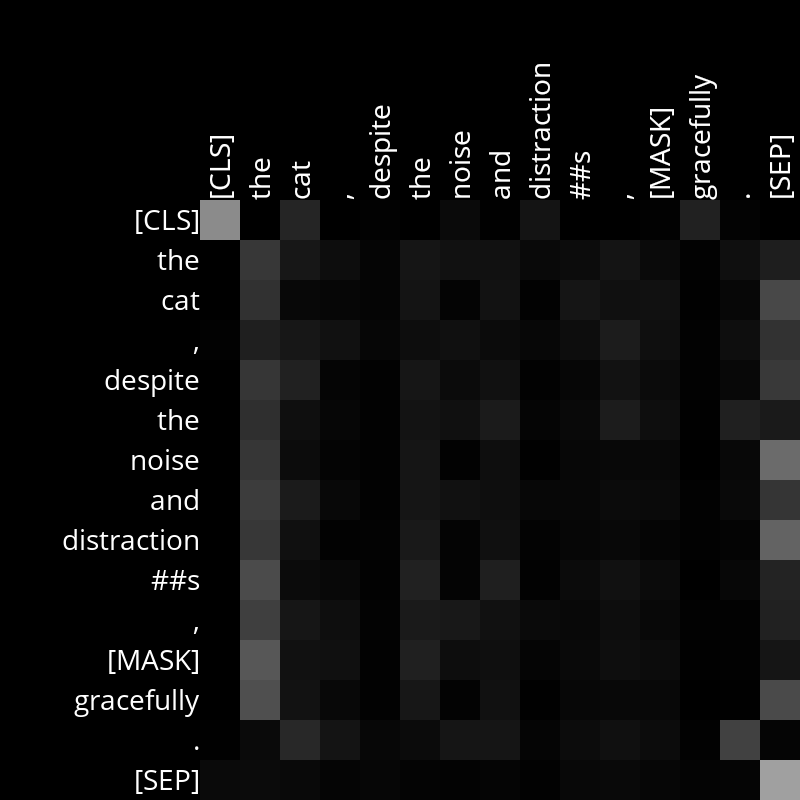 [CLS]
the
cat
,
despite
the
noise
and
distraction
##s
,
[MASK]
gracefully
.
[SEP]
[CLS]
the
cat
,
despite
the
noise
and
distraction
##s
,
[MASK]
gracefully
.
[SEP]